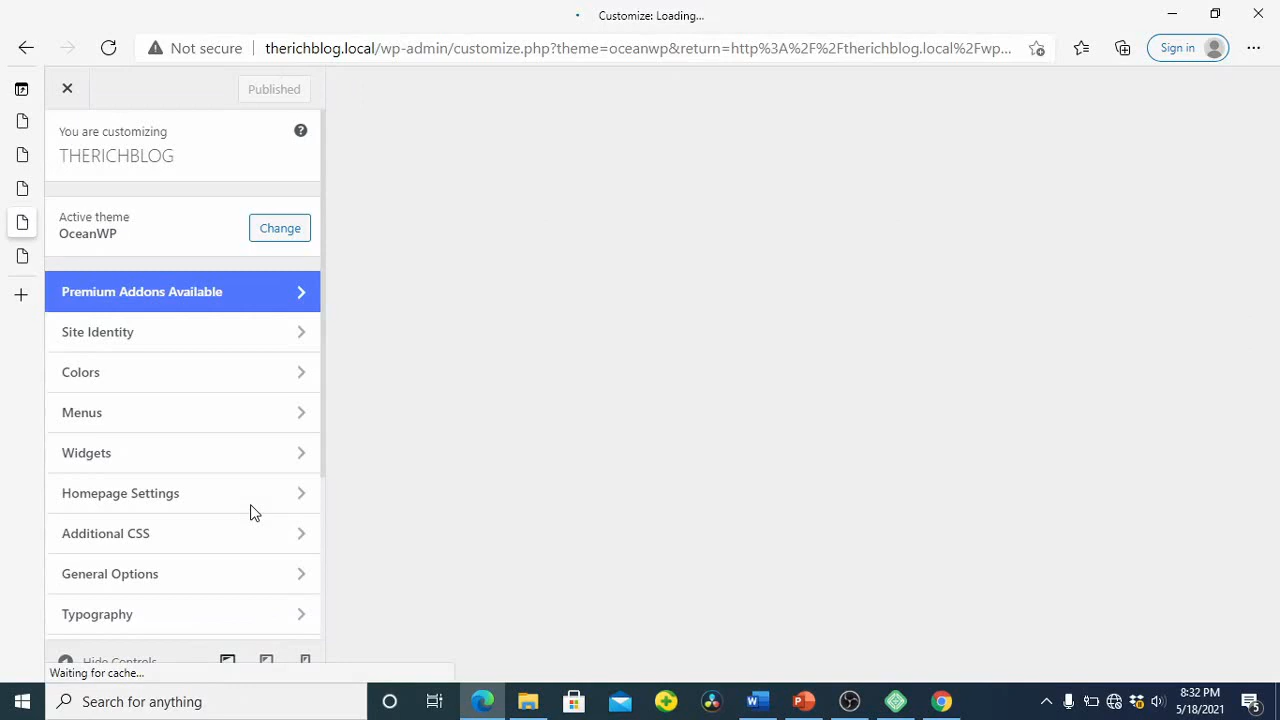 Customize: Loading...
Not secure
therichblog.local/wp-admin/customize.php?theme=oceanwp&return=http%3A%2F%2Ftherichblog.local%2Fwp...
Sign in
Published
You are customizing
THERICHBLOG
Active theme
OceanWP
Change
Premium Addons Available
Site Identity
Colors
Menus
Widgets
Homepage Settings
Additional CSS
General Options
Typography
Hide Controls
Waiting for cache...
Search for anything
8:32 PM
5/18/2021
5